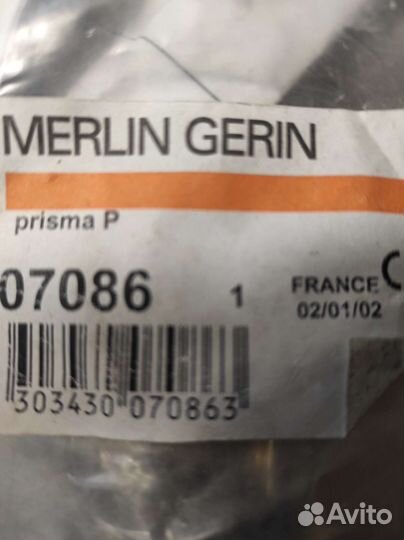 MERLIN GERIN
prisma P
07086
1
FRANCE
02/01/02
303430 070863
Avito